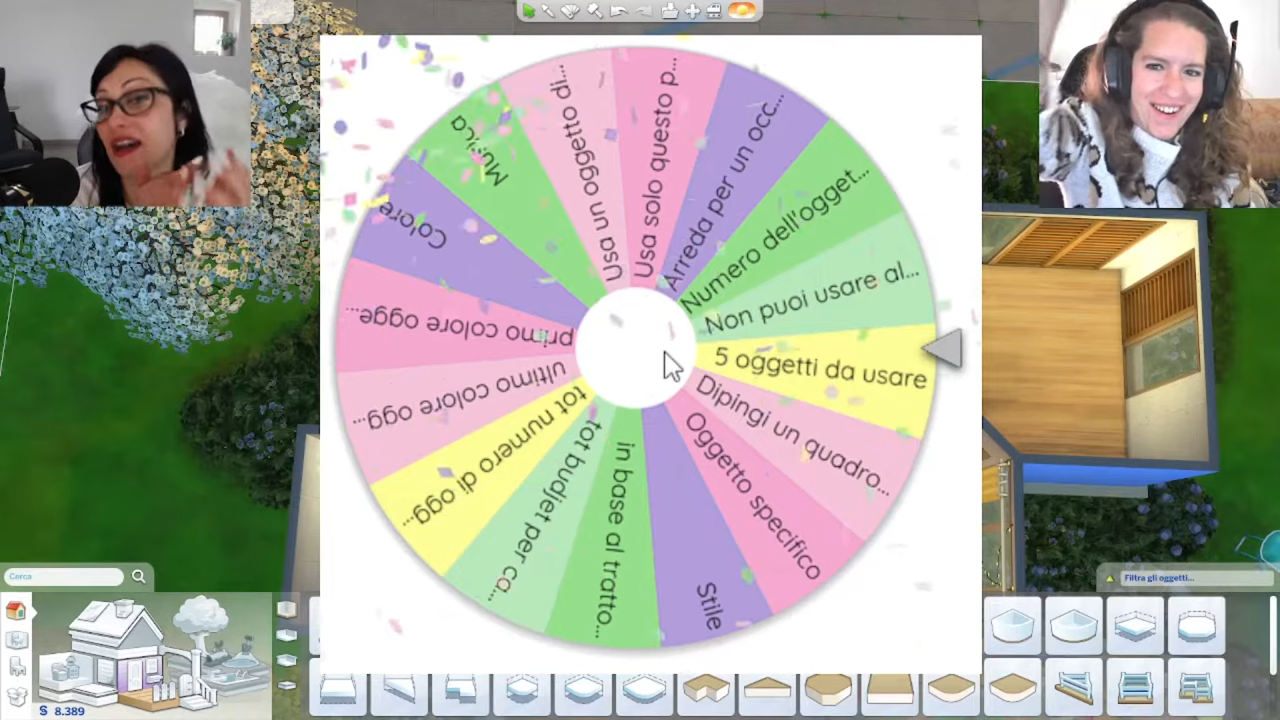 Usa un oggetto di...
Usa solo questo p...
Arreda per un occ...
Numero dell'ogget...
Non puoi usare al...
5 oggetti da usare
Dipingi un quadro...
Oggetto specifico
Stile
in base al tratto...
tot budjet per ca...
tot numero di ogg...
ultimo colore ogg...
primo colore ogge...
Colore
Musica
Cerca
Filtra gli oggetti...
§ 8.389